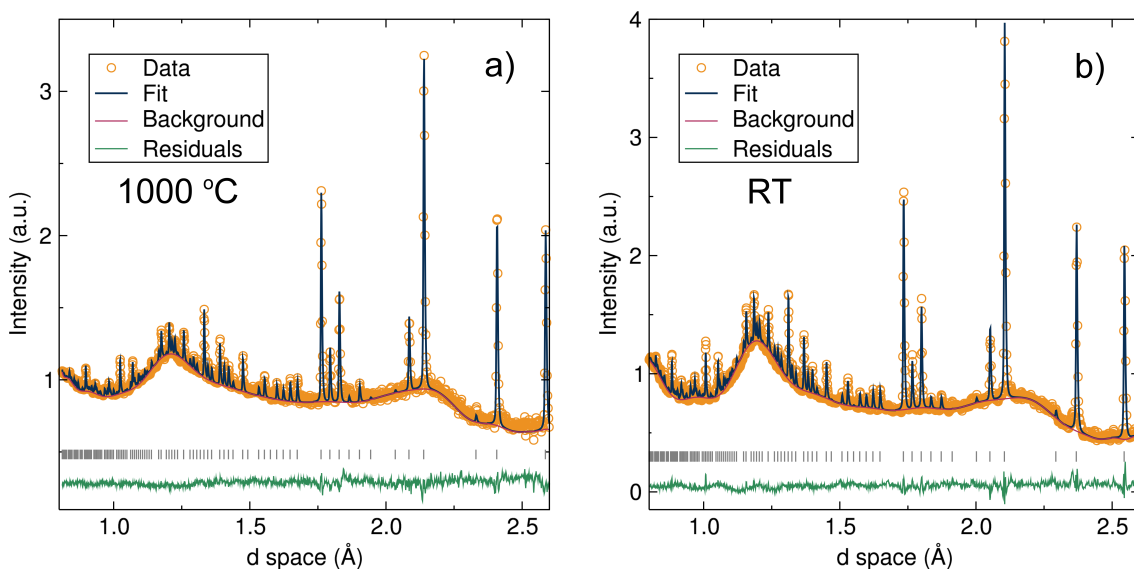 a)
Data
Fit
Background
Residuals
1000 °C
Intensity (a.u.)
3
2
1
1.0 1.5 2.0 2.5
d space (Å)
b)
Data
Fit
Background
Residuals
RT
Intensity (a.u.)
4
3
2
1
0
1.0 1.5 2.0 2.5
d space (Å)